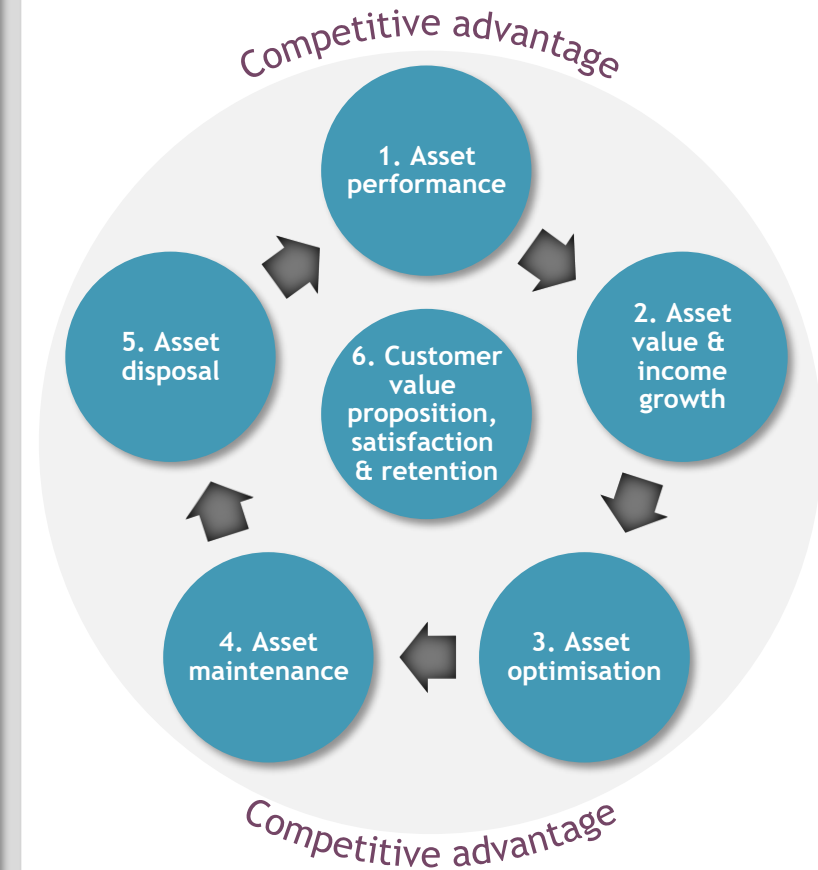 Competitive advantage
1. Asset
performance
2. Asset
value &
income
growth
3. Asset
optimisation
4. Asset
maintenance
5. Asset
disposal
6. Customer
value
proposition,
satisfaction
& retention
Competitive advantage